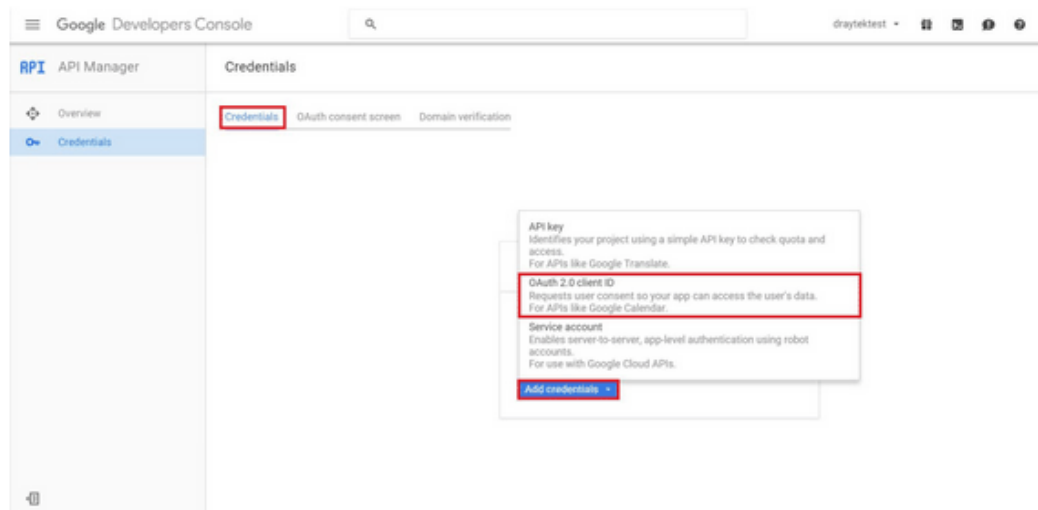 Google Developers Console
draytektest
API API Manager
Credentials
Overview
Credentials
Credentials OAuth consent screen Domain verification
API key
Identifies your project using a simple API key to check quota and
access.
For APIs like Google Translate.
OAuth 2.0 client ID
Requests user consent so your app can access the user's data.
For APIs like Google Calendar.
Service account
Enables server-to-server, app-level authentication using robot
accounts.
For use with Google Cloud APIs.
Add credentials